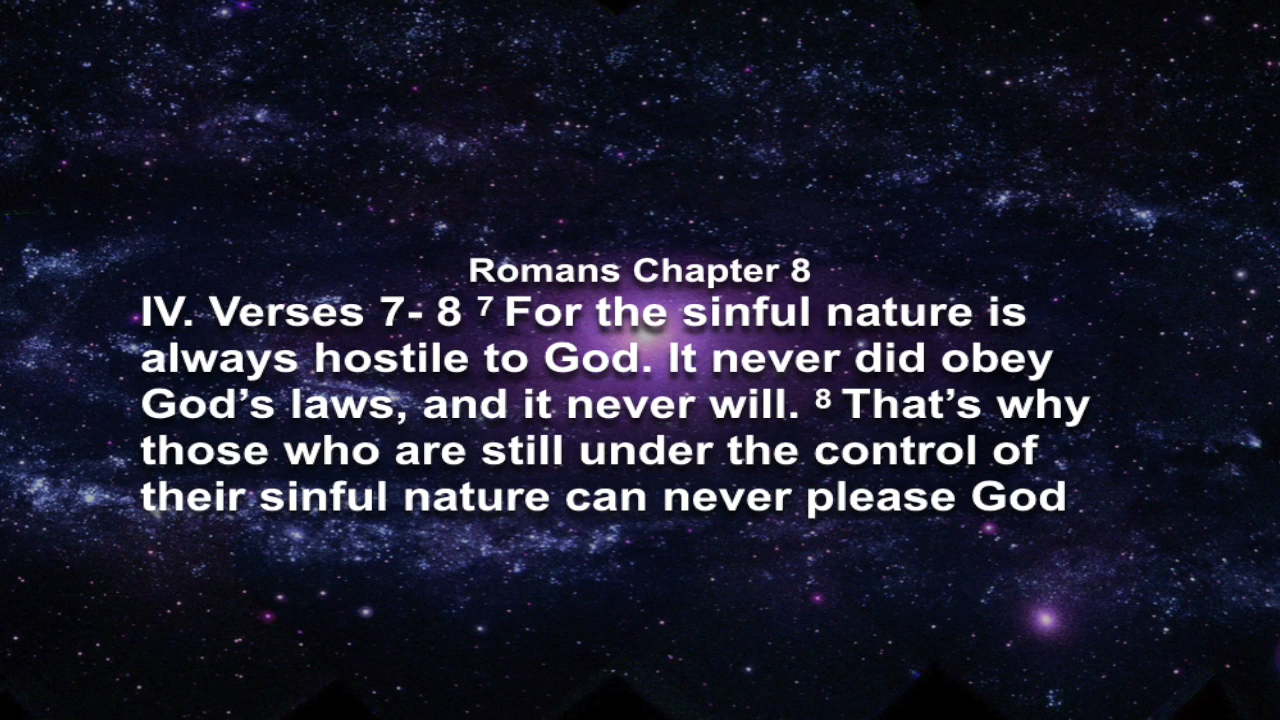 Romans Chapter 8
IV. Verses 7- 8 ⁷ For the sinful nature is
always hostile to God. It never did obey
God’s laws, and it never will. ⁸ That’s why
those who are still under the control of
their sinful nature can never please God